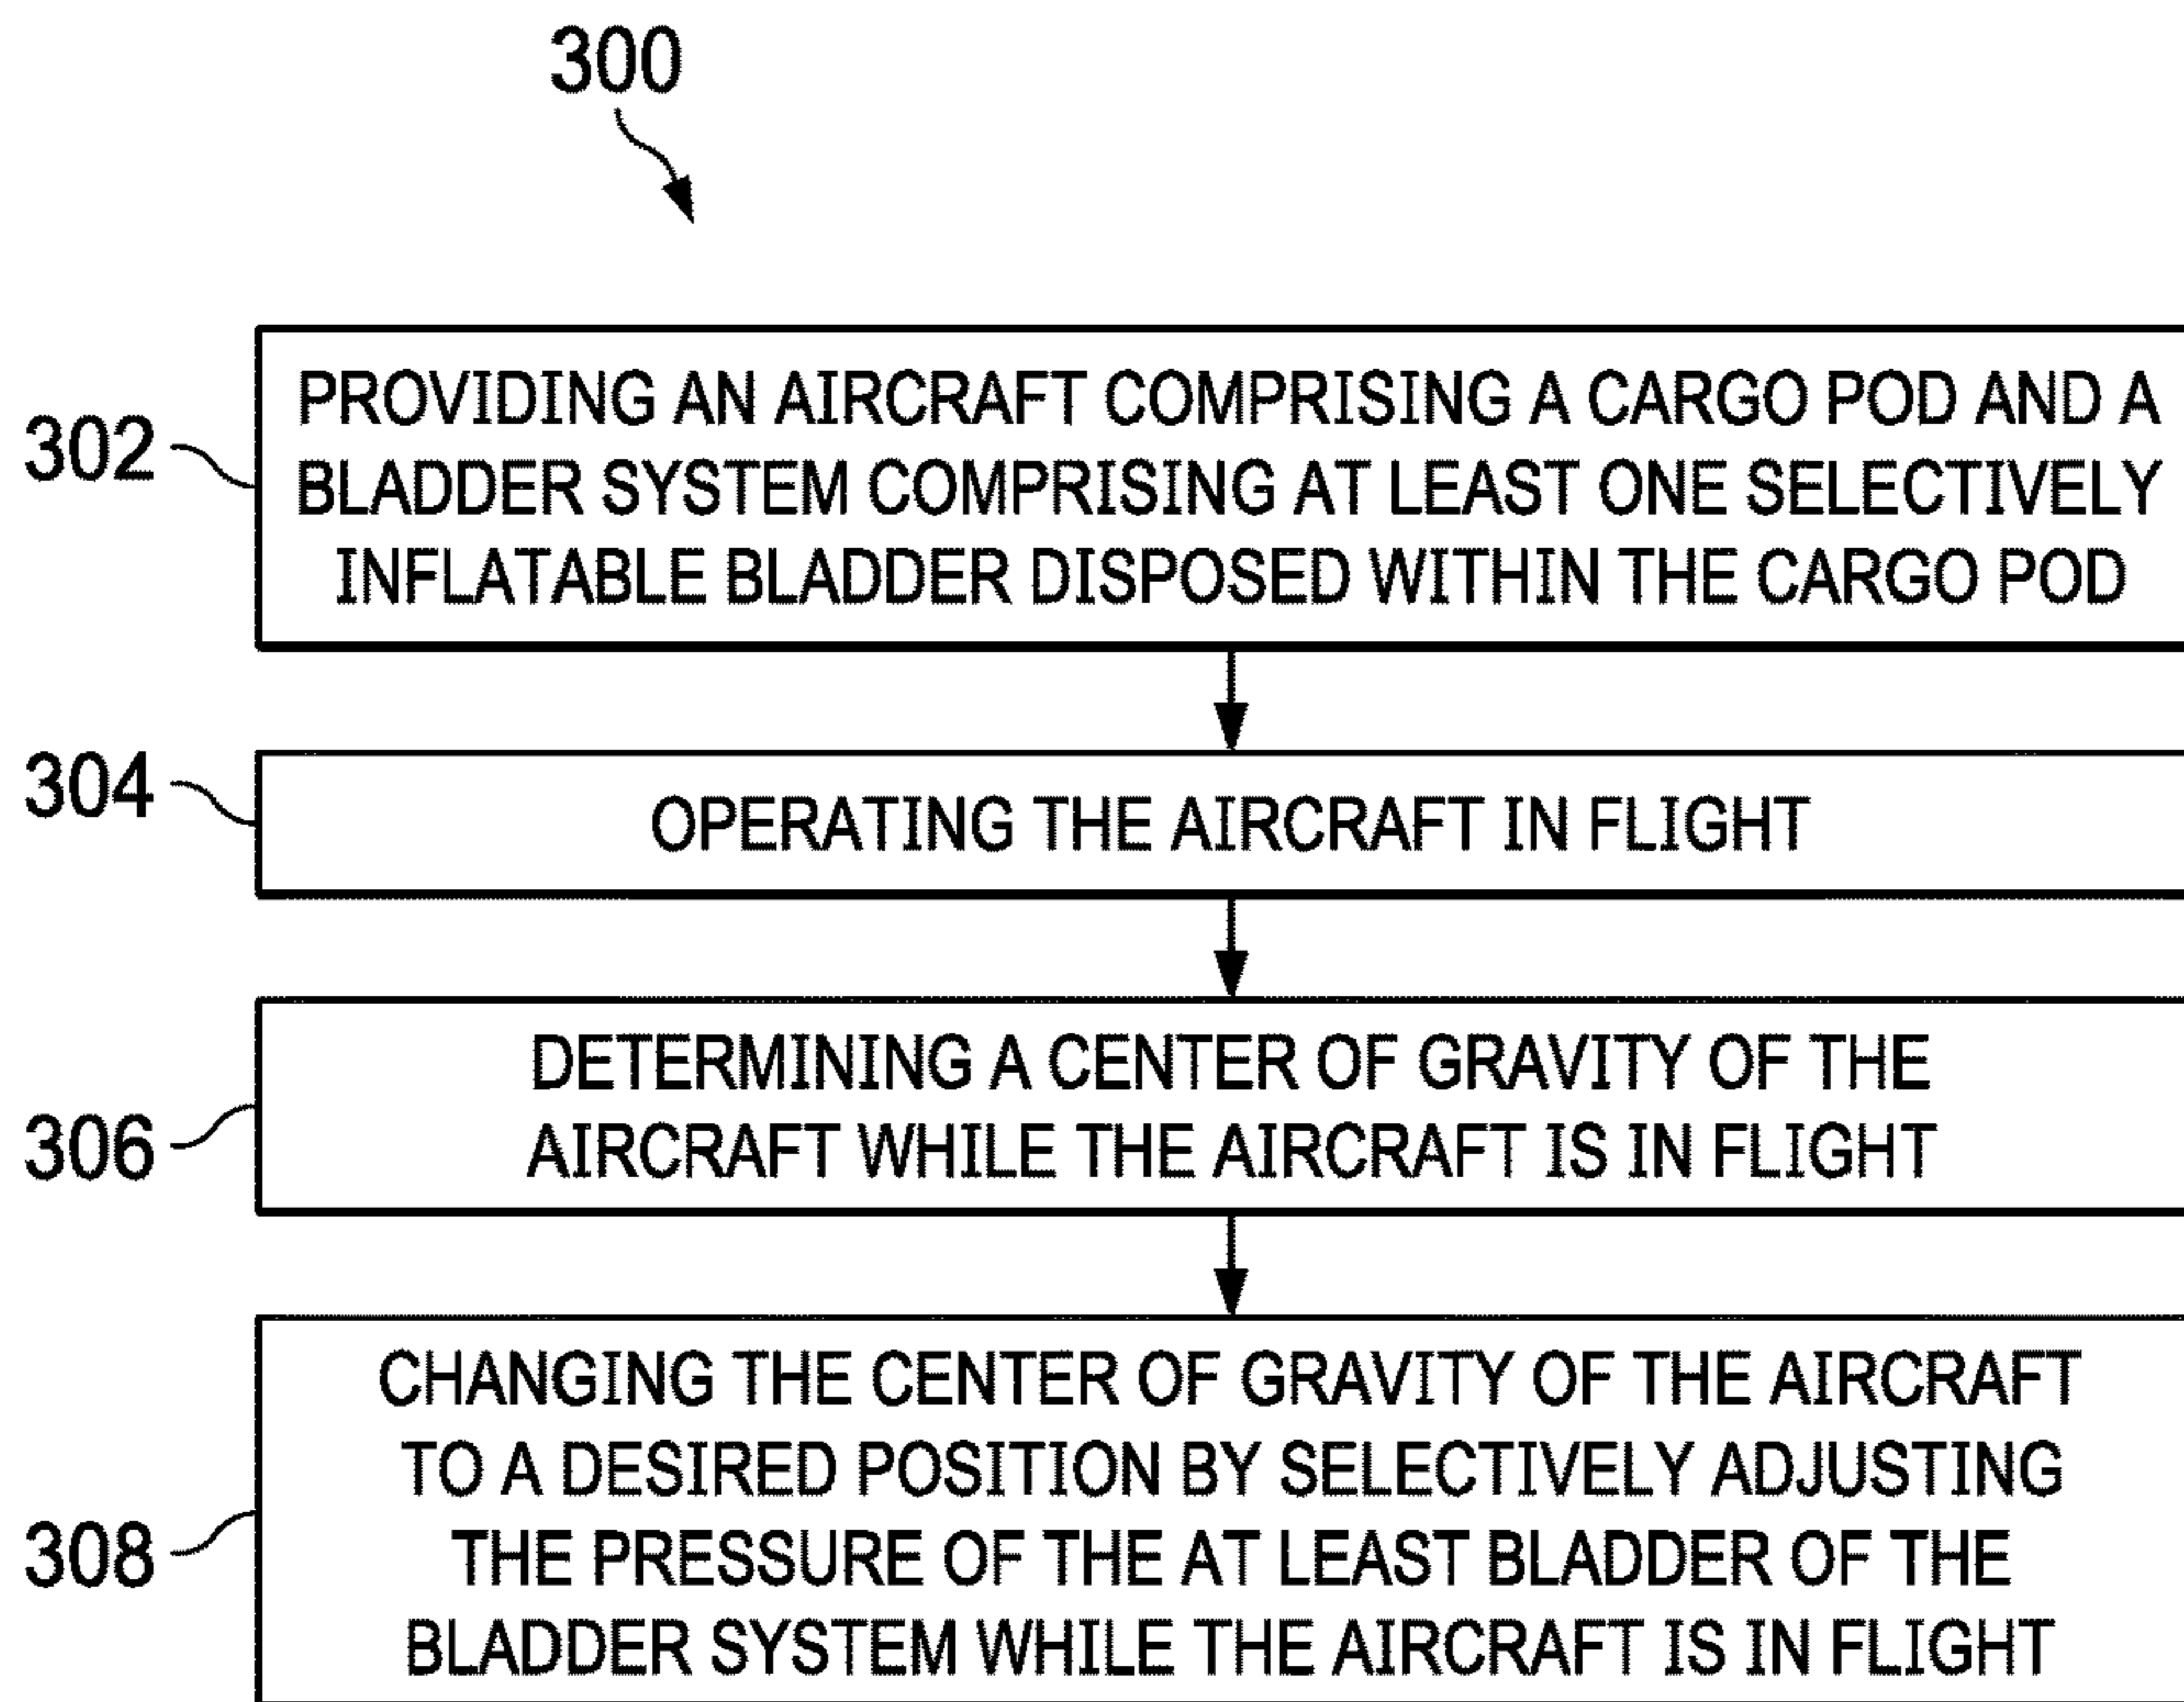 300
302
PROVIDING AN AIRCRAFT COMPRISING A CARGO POD AND A
BLADDER SYSTEM COMPRISING AT LEAST ONE SELECTIVELY
INFLATABLE BLADDER DISPOSED WITHIN THE CARGO POD
304
OPERATING THE AIRCRAFT IN FLIGHT
306
DETERMINING A CENTER OF GRAVITY OF THE
AIRCRAFT WHILE THE AIRCRAFT IS IN FLIGHT
308
CHANGING THE CENTER OF GRAVITY OF THE AIRCRAFT
TO A DESIRED POSITION BY SELECTIVELY ADJUSTING
THE PRESSURE OF THE AT LEAST BLADDER OF THE
BLADDER SYSTEM WHILE THE AIRCRAFT IS IN FLIGHT